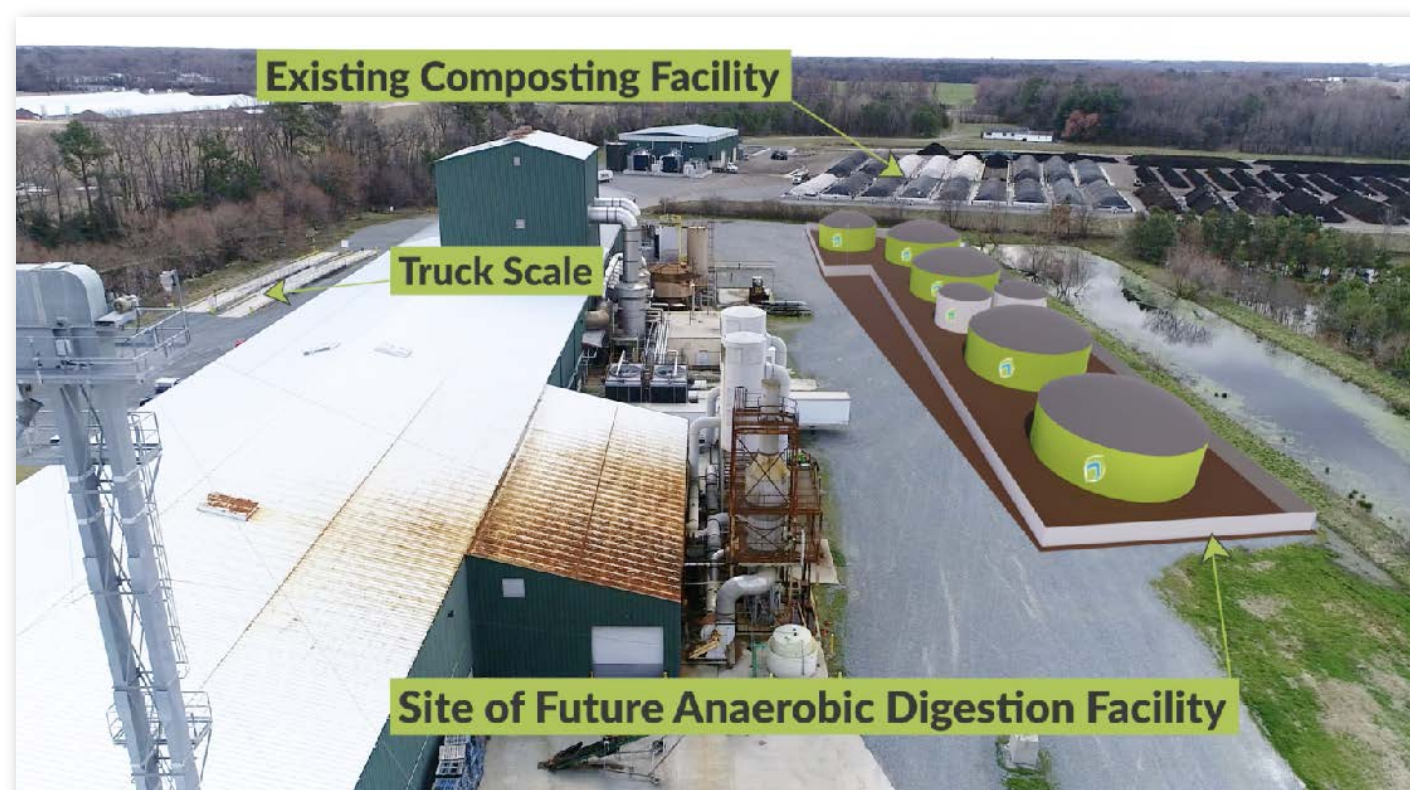 Existing Composting Facility
Truck Scale
Site of Future Anaerobic Digestion Facility